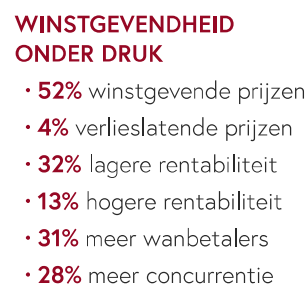 WINSTGEVENDHEID
ONDER DRUK
• 52% winstgevende prijzen
• 4% verlieslatende prijzen
• 32% lagere rentabiliteit
• 13% hogere rentabiliteit
• 31% meer wanbetalers
• 28% meer concurrentie